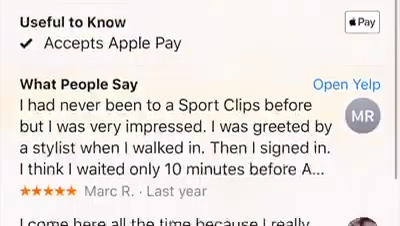 Useful to Know
Pay
Accepts Apple Pay
What People Say
Open Yelp
I had never been to a Sport Clips before
but I was very impressed. I was greeted by
a stylist when I walked in. Then I signed in.
I think I waited only 10 minutes before A...
MR
Marc R. · Last year
I come here all the time because I really